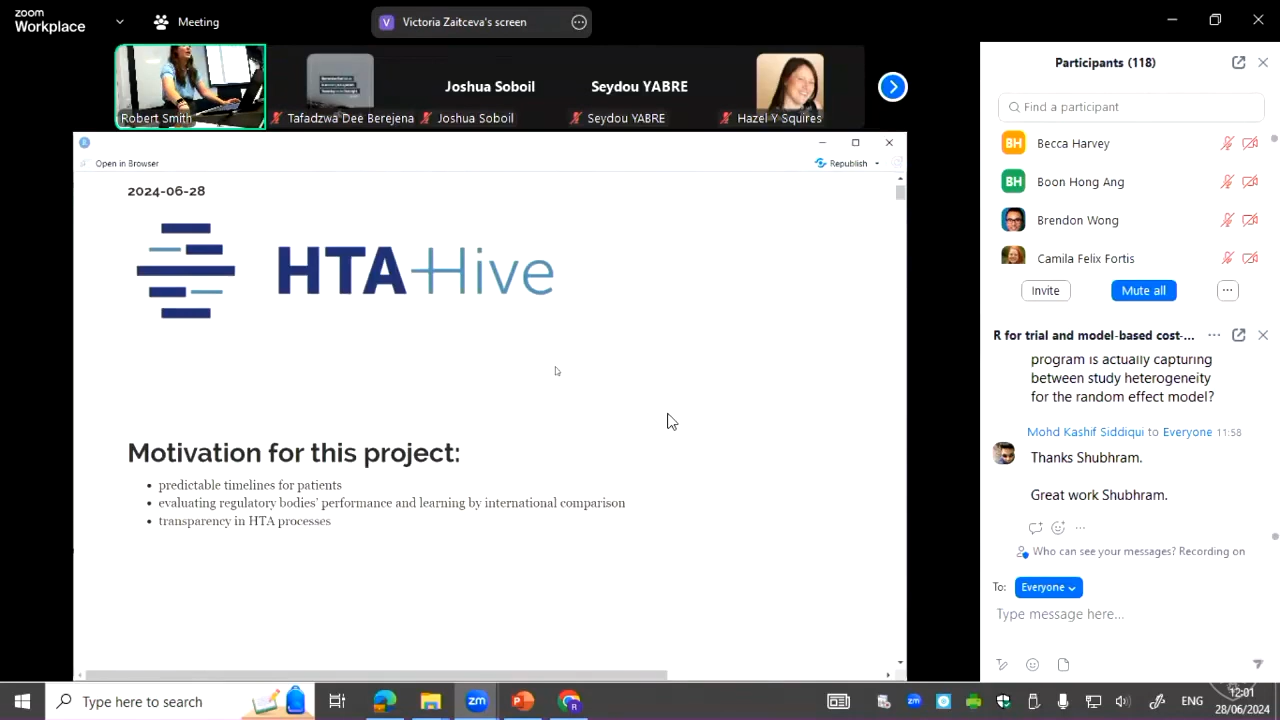 zoom
Workplace
Meeting
V Victoria Zaitceva's screen
Robert Smith
Tafadzwa Dee Berejena
Joshua Soboil
Joshua Soboil
Seydou YABRE
Seydou YABRE
Hazel Y Squires
Open in Browser
Republish
2024-06-28
HTA-Hive
Motivation for this project:
• predictable timelines for patients
• evaluating regulatory bodies' performance and learning by international comparison
• transparency in HTA processes
Participants (118)
Find a participant
BH Becca Harvey
BH Boon Hong Ang
Brendon Wong
Camila Felix Fortis
Invite
Mute all
R for trial and model-based cost-...
program is actually capturing
between study heterogeneity
for the random effect model?
Mohd Kashif Siddiqui to Everyone 11:58
Thanks Shubhram.
Great work Shubhram.
Who can see your messages? Recording on
To: Everyone
Type message here...
Type here to search
zm
P
R
zm
ENG
12:01
28/06/2024